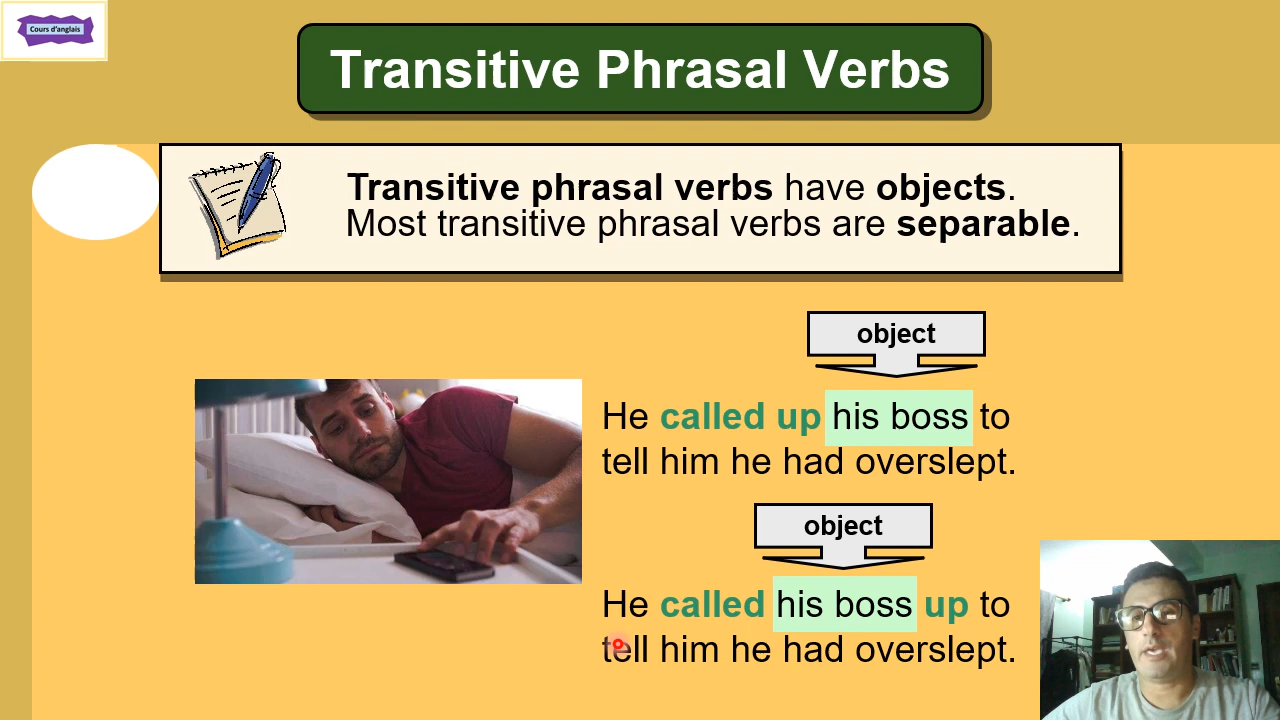 Cours d'anglais
Transitive Phrasal Verbs
Transitive phrasal verbs have objects.
Most transitive phrasal verbs are separable.
object
He called up his boss to
tell him he had overslept.
object
He called his boss up to
tell him he had overslept.